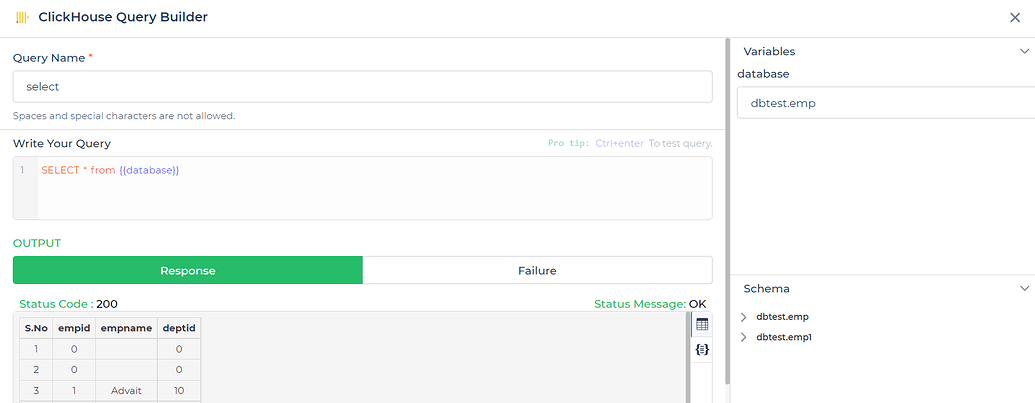 ClickHouse Query Builder
Query Name *
select
Spaces and special characters are not allowed.
Write Your Query
Pro tip: Ctrl+enter To test query.
1 SELECT * from {{database}}
OUTPUT
Response Failure
Status Code : 200 Status Message: OK
S.No empid empname deptid
1 0 0
2 0 0
3 1 Advait 10
Variables
database
dbtest.emp
Schema
dbtest.emp
dbtest.emp1